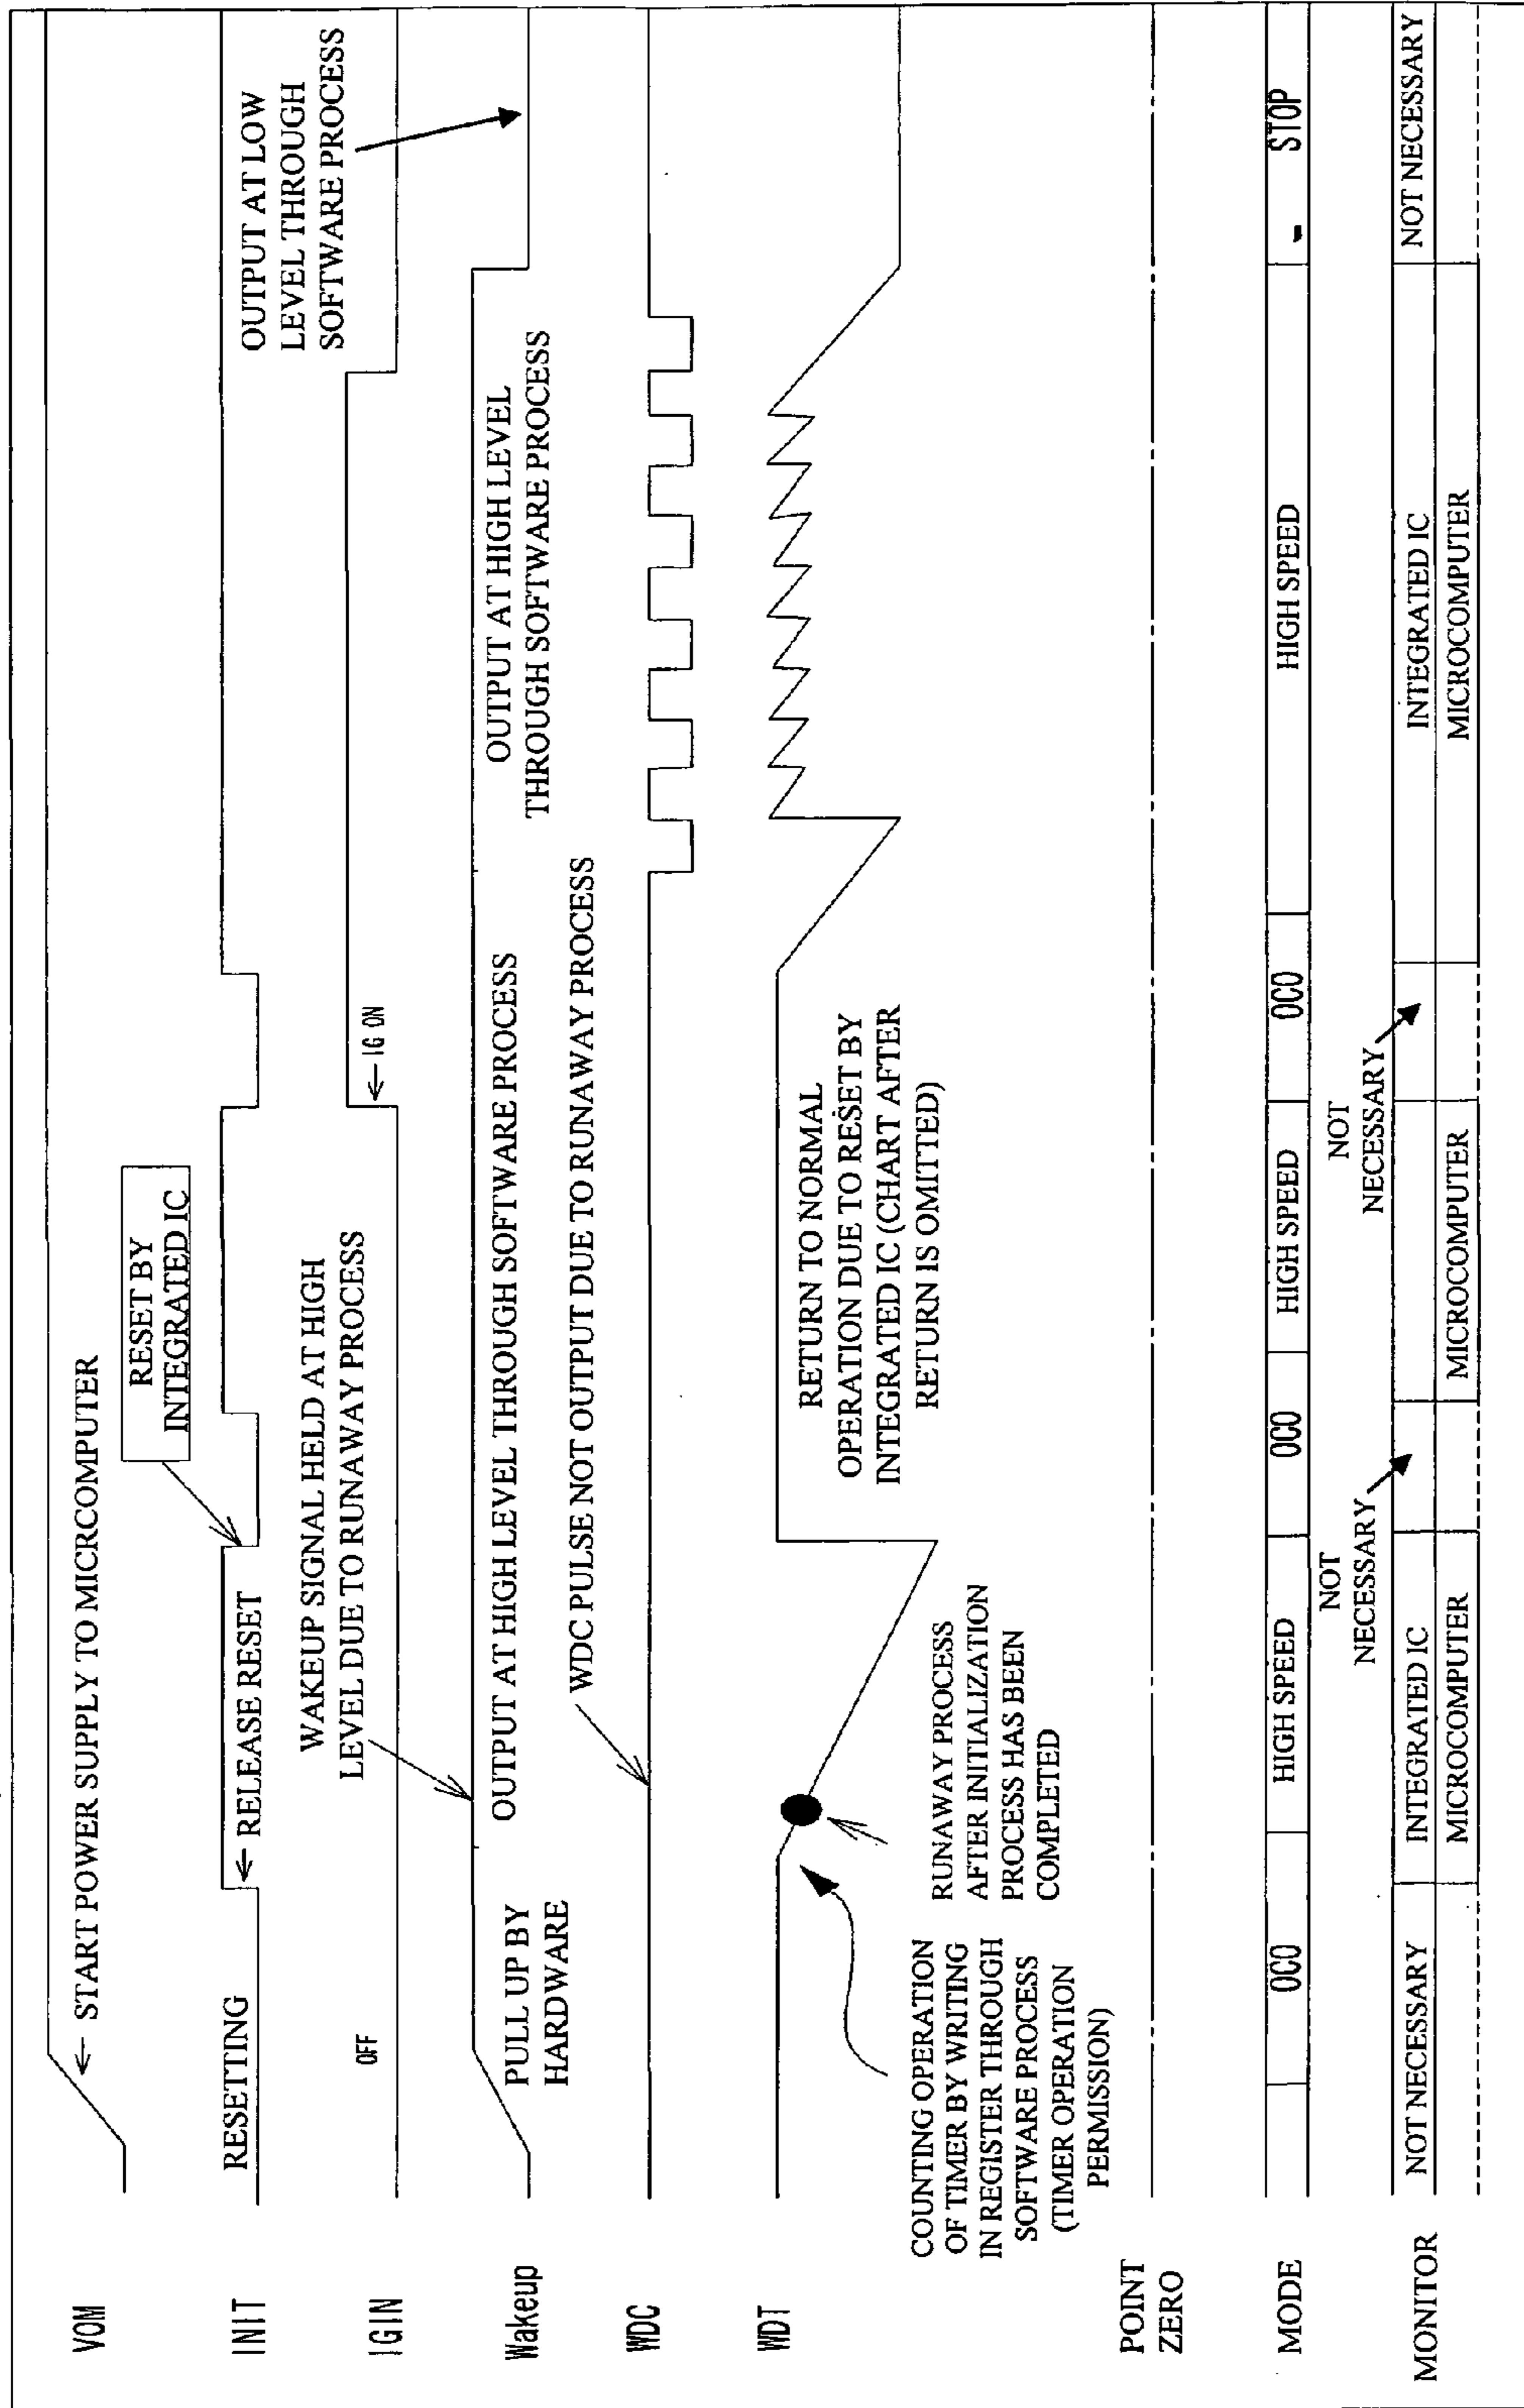 VOM
← START POWER SUPPLY TO MICRCOMPUTER
INIT
RESETTING
← RELEASE RESET
RESET BY
INTEGRATED IC
IGIN
OFF
← IG ON
WAKEUP SIGNAL HELD AT HIGH
LEVEL DUE TO RUNAWAY PROCESS
OUTPUT AT LOW
LEVEL THROUGH
SOFTWARE PROCESS
Wakeup
PULL UP BY
HARDWARE
OUTPUT AT HIGH LEVEL THROUGH SOFTWARE PROCESS
OUTPUT AT HIGH LEVEL
THROUGH SOFTWARE PROCESS
WDC
WDC PULSE NOT OUTPUT DUE TO RUNAWAY PROCESS
WDT
COUNTING OPERATION
OF TIMER BY WRITING
IN REGISTER THROUGH
SOFTWARE PROCESS
(TIMER OPERATION
PERMISSION)
RUNAWAY PROCESS
AFTER INITIALIZATION
PROCESS HAS BEEN
COMPLETED
RETURN TO NORMAL
OPERATION DUE TO RESET BY
INTEGRATED IC (CHART AFTER
RETURN IS OMITTED)
POINT
ZERO
MODE
OCO
HIGH SPEED
OCO
HIGH SPEED
OCO
HIGH SPEED
- STOP
NOT
NECESSARY
NOT
NECESSARY
MONITOR
NOT NECESSARY
INTEGRATED IC
MICROCOMPUTER
MICROCOMPUTER
INTEGRATED IC
MICROCOMPUTER
NOT NECESSARY